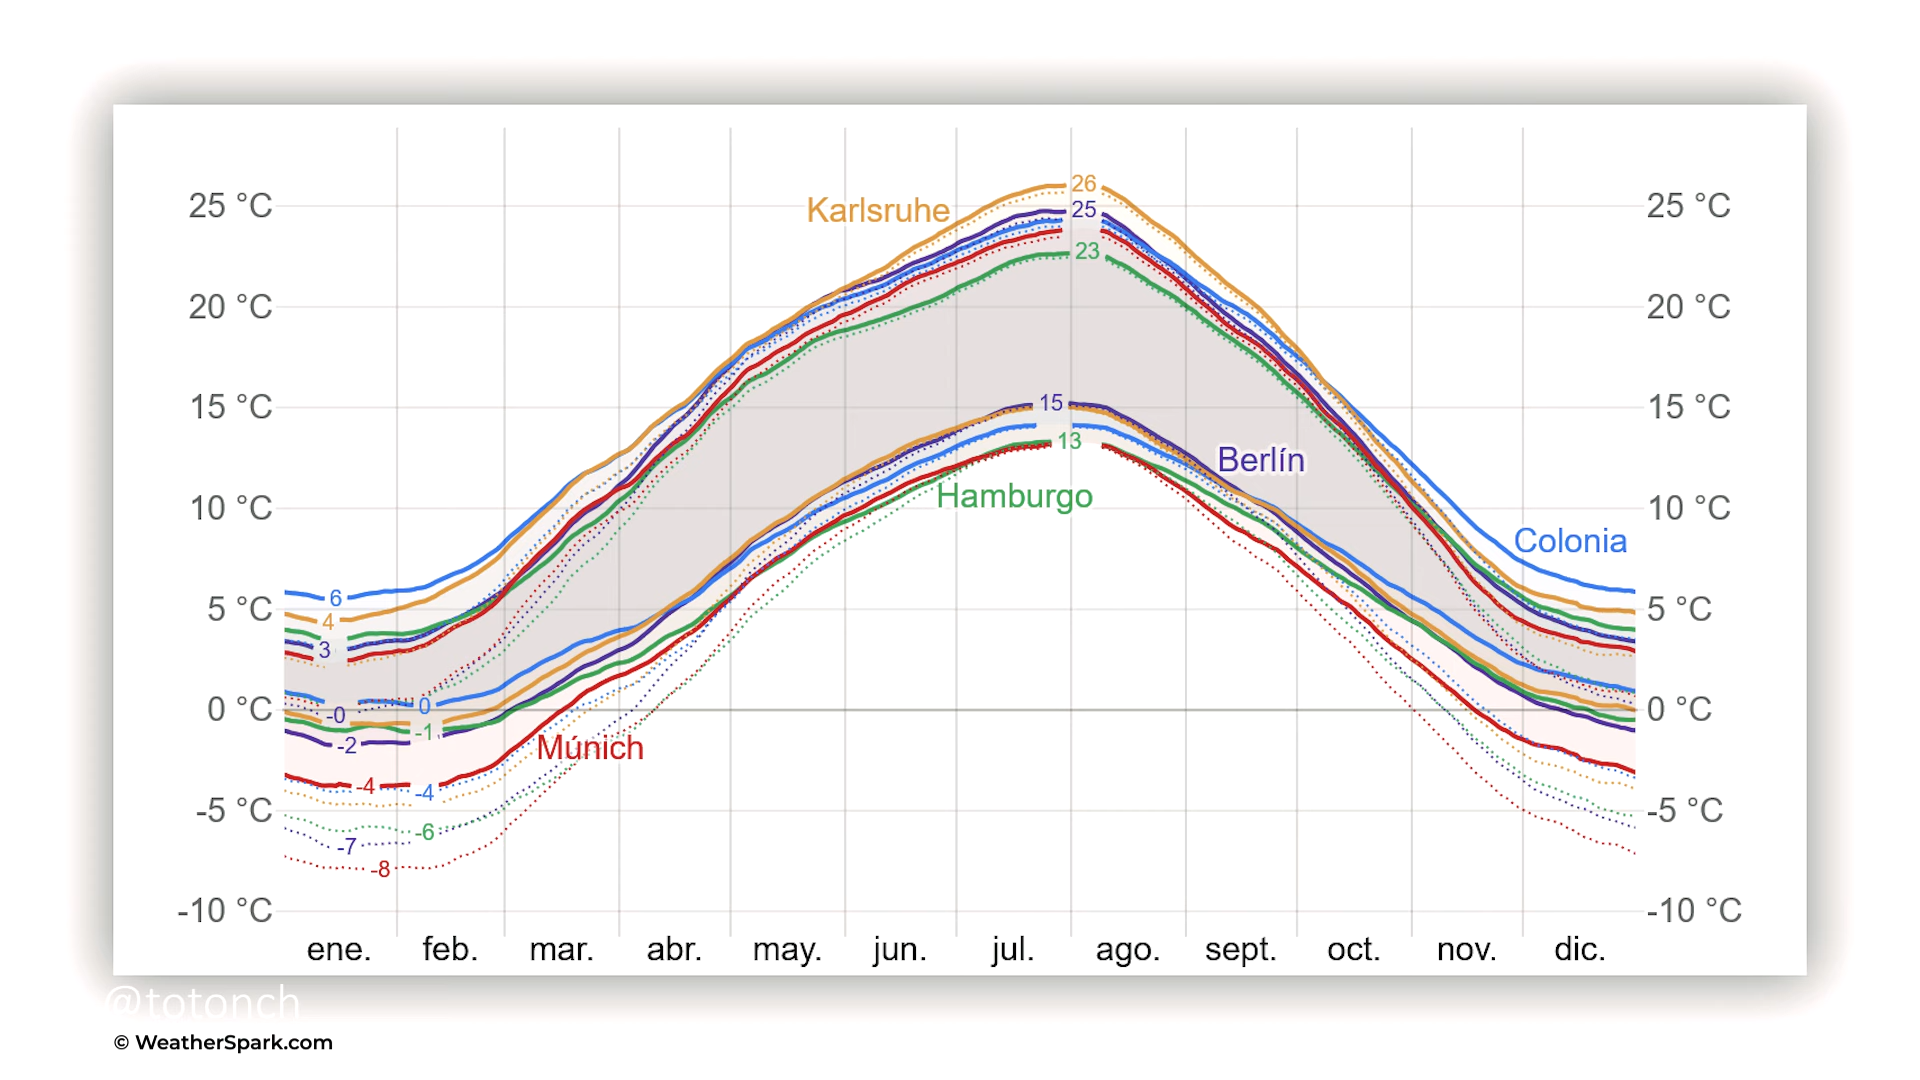 Karlsruhe
26
25 °C
25
25 °C
23
20 °C
20 °C
15 °C
15
15 °C
13
Berlín
Hamburgo
10 °C
10 °C
Colonia
6
5 °C
4
5 °C
3
0 °C
-0
0
0 °C
-1
-2
Múnich
-4
-4
-5 °C
-5 °C
-6
-7
-8
-10 °C
-10 °C
ene. feb. mar. abr. may. jun. jul. ago. sept. oct. nov. dic.
@totonch
© WeatherSpark.com